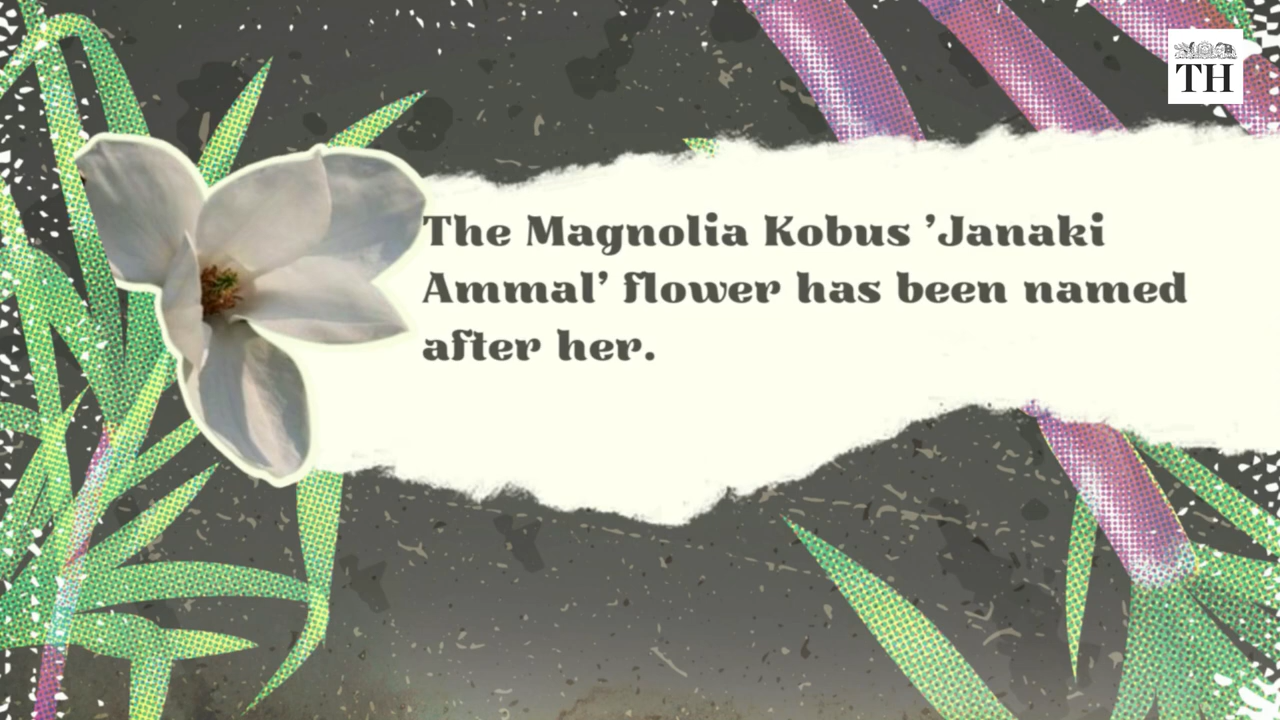 TH
The Magnolia Kobus ’Janaki
Ammal’ flower has been named
after her.